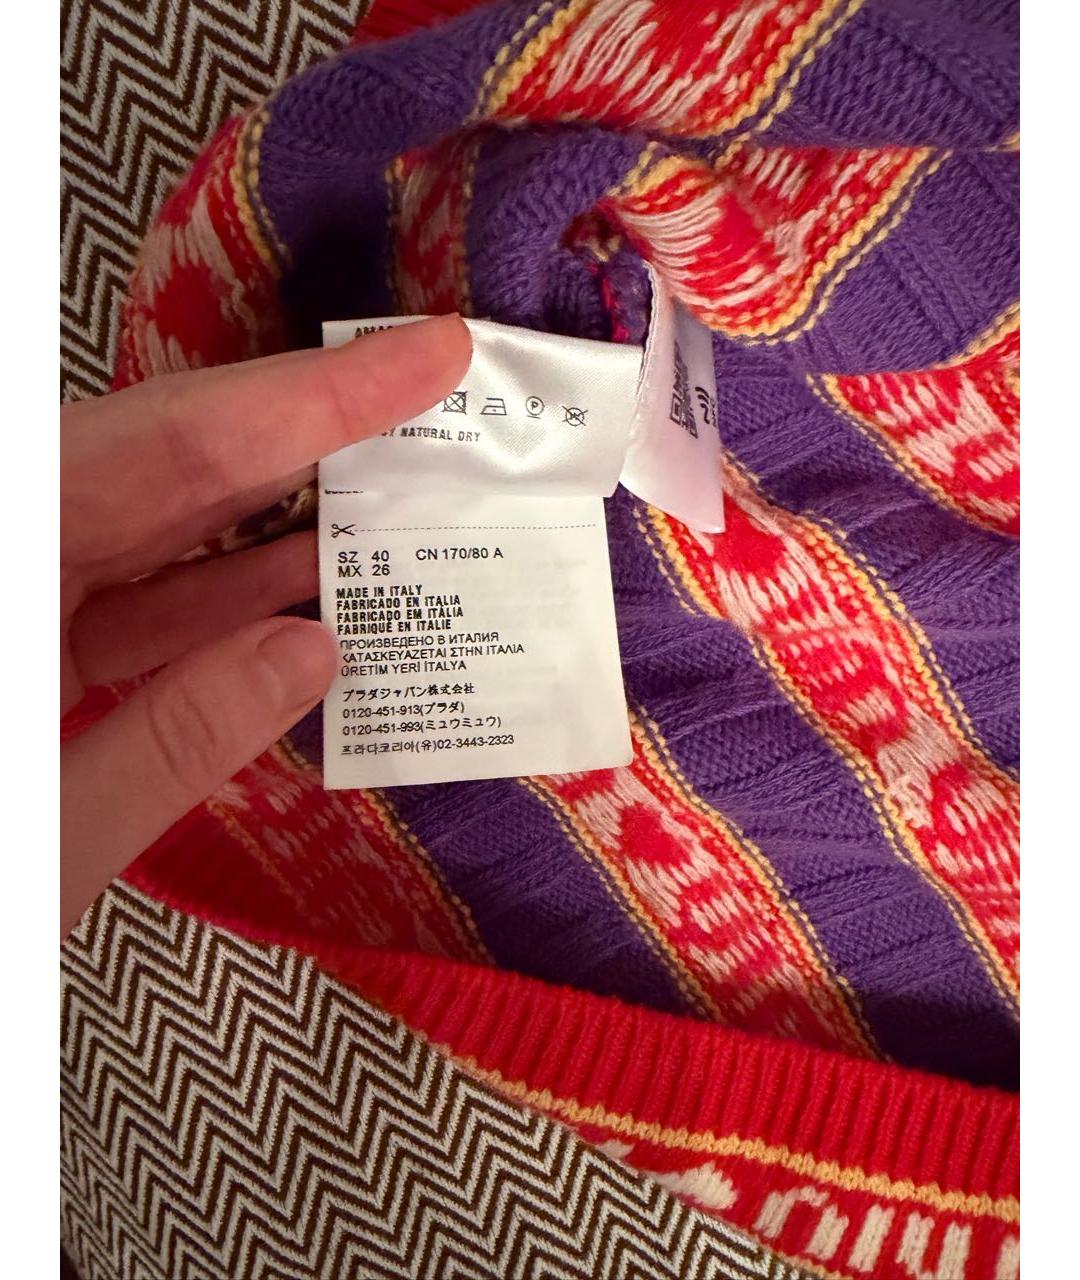 NATURAL DRY
SZ 40 CN 170/80 A
MX 26
MADE IN ITALY
FABRICADO EN ITALIA
FABRICADO EM ITÁLIA
FABRIQUÉ EN ITALIE
ПРОИЗВЕДЕНО В ИТАЛИЯ
ΚΑΤΑΣΚΕΥΑΖΕΤΑΙ ΣΤΗΝ ΙΤΑΛΙΑ
ÜRETİM YERİ İTALYA
プラダジャパン株式会社
0120-451-913(プラダ)
0120-451-993(ミュウミュウ)
프라다코리아(유)02-3443-2323